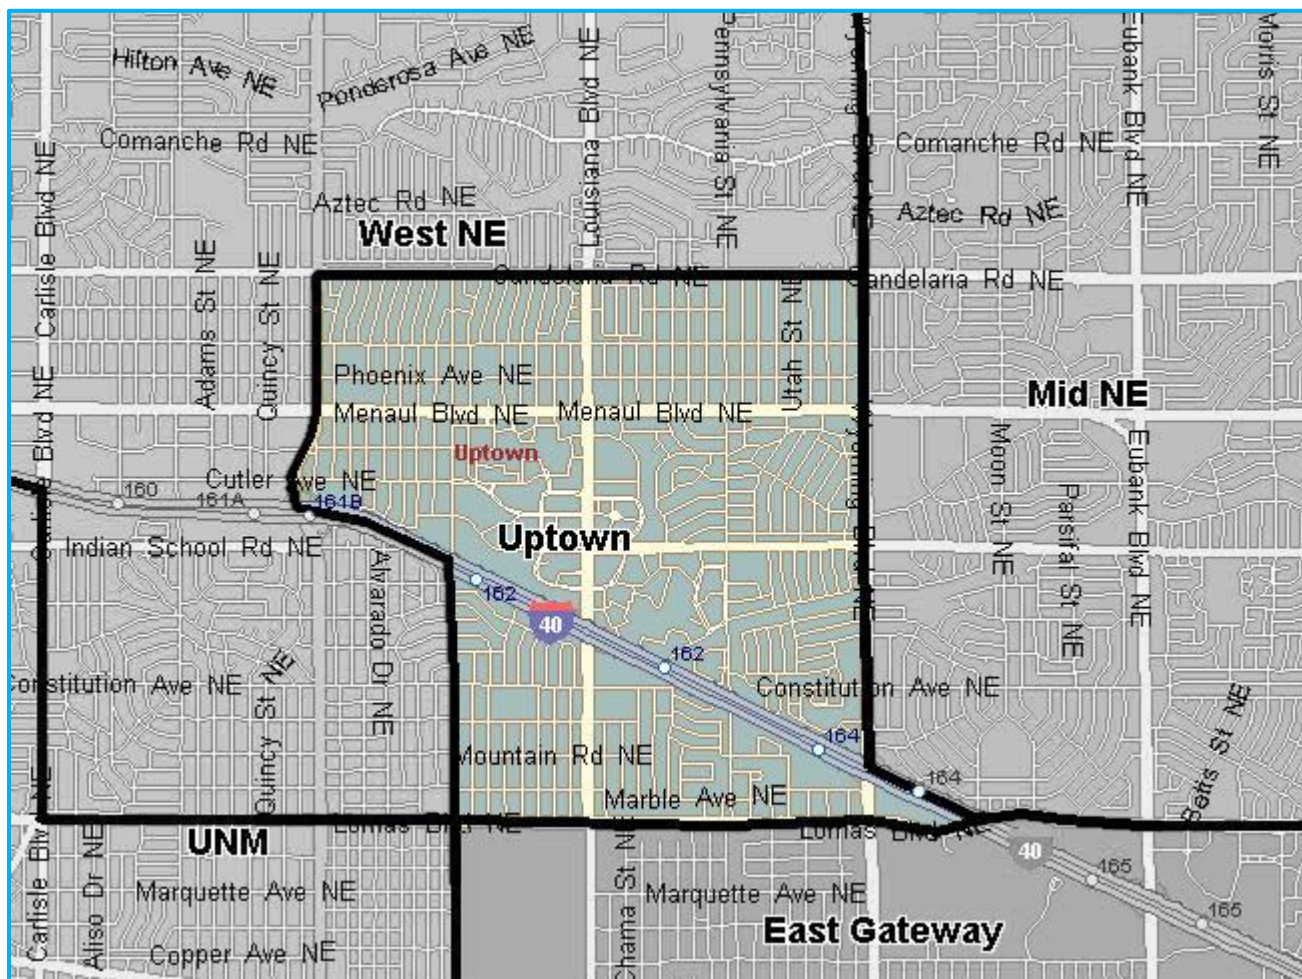 Hilton Ave NE
Ponderosa Ave NE
Louisiana Blvd NE
Pennsylvania St NE
Eubank Blvd NE
Morris St NE
Comanche Rd NE
Comanche Rd NE
Carlisle Blvd NE
Aztec Rd NE
Aztec Rd NE
West NE
Adams St NE
Quincy St NE
Candelaria Rd NE
Candelaria Rd NE
Utah St NE
Phoenix Ave NE
Menaul Blvd NE
Menaul Blvd NE
Mid NE
Uptown
Cutler Ave NE
160
161A
161B
Moon St NE
Parsifal St NE
Eubank Blvd NE
Indian School Rd NE
Uptown
Alvarado Dr NE
162
40
162
Constitution Ave NE
Constitution Ave NE
Quincy St NE
164
Mountain Rd NE
164
Marble Ave NE
Betts St NE
Lomas Blvd NE
Lomas Blvd NE
UNM
40
165
Carlisle Blvd NE
Aliso Dr NE
Marquette Ave NE
Chama St NE
Marquette Ave NE
165
East Gateway
Copper Ave NE